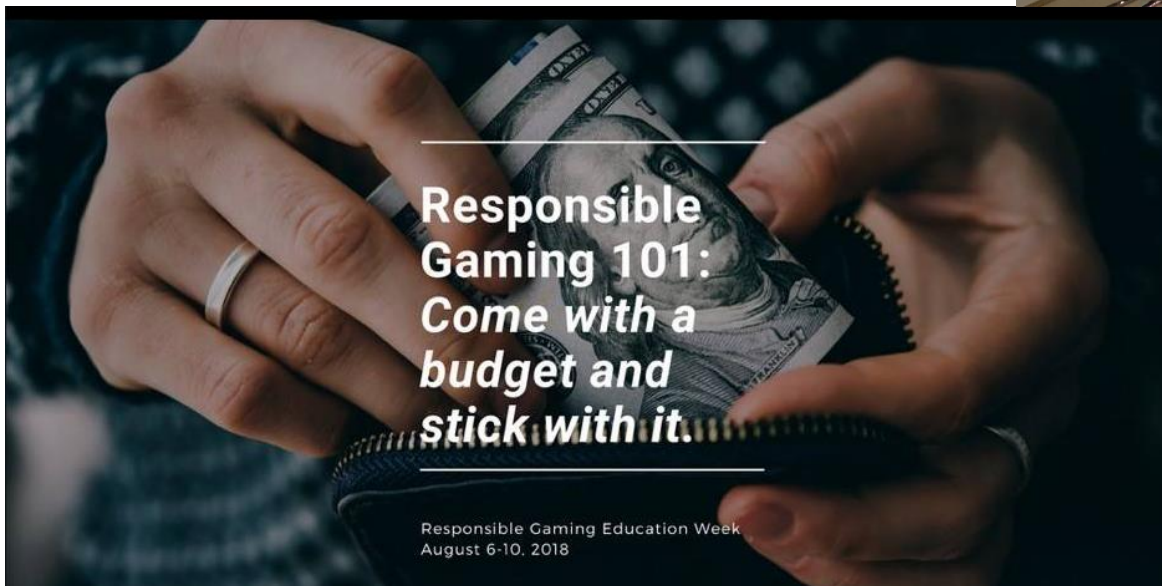 Responsible
Gaming 101:
Come with a
budget and
stick with it.
Responsible Gaming Education Week
August 6-10, 2018